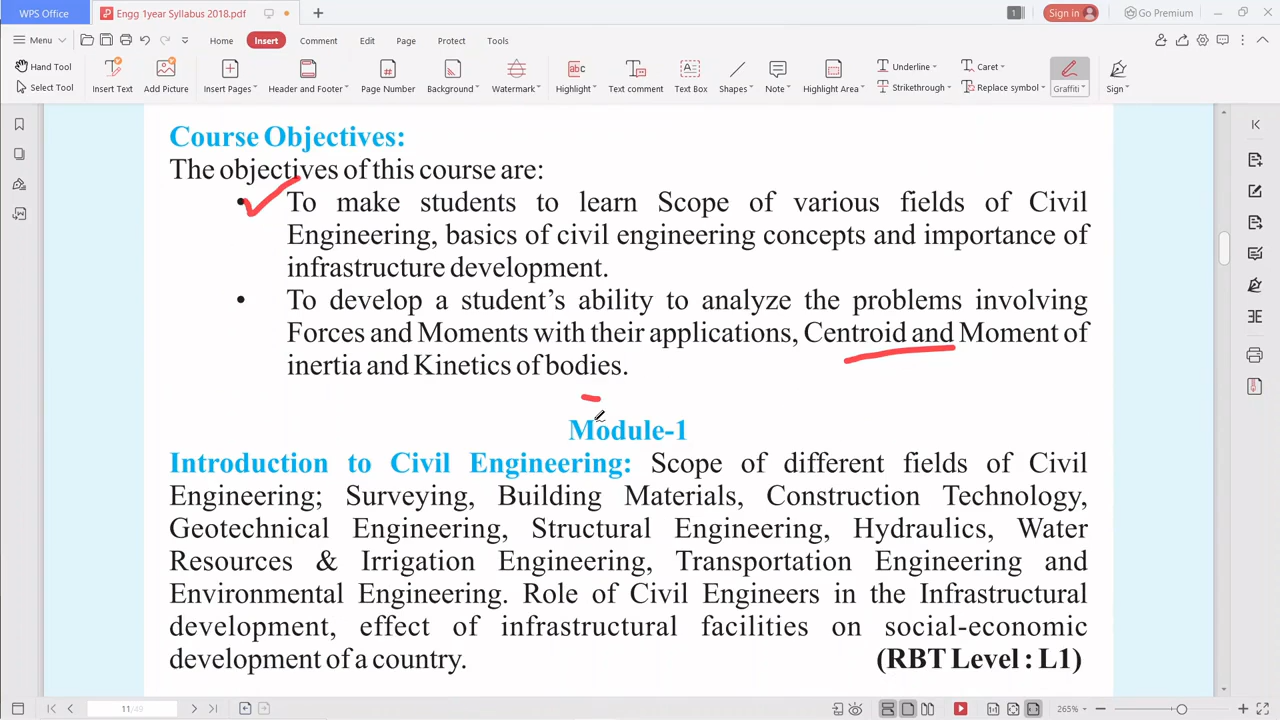 WPS Office
Engg 1year Syllabus 2018.pdf
1
Sign in
Go Premium
Menu
Home
Insert
Comment
Edit
Page
Protect
Tools
Hand Tool
Select Tool
Insert Text
Add Picture
Insert Pages
Header and Footer
Page Number
Background
Watermark
Highlight
Text comment
Text Box
Shapes
Note
Highlight Area
Underline
Strikethrough
Caret
Replace symbol
Graffiti
Sign
Course Objectives:
The objectives of this course are:
• To make students to learn Scope of various fields of Civil
Engineering, basics of civil engineering concepts and importance of
infrastructure development.
• To develop a student’s ability to analyze the problems involving
Forces and Moments with their applications, Centroid and Moment of
inertia and Kinetics of bodies.
Module-1
Introduction to Civil Engineering: Scope of different fields of Civil
Engineering; Surveying, Building Materials, Construction Technology,
Geotechnical Engineering, Structural Engineering, Hydraulics, Water
Resources & Irrigation Engineering, Transportation Engineering and
Environmental Engineering. Role of Civil Engineers in the Infrastructural
development, effect of infrastructural facilities on social-economic
development of a country. (RBT Level : L1)
11/49
265%